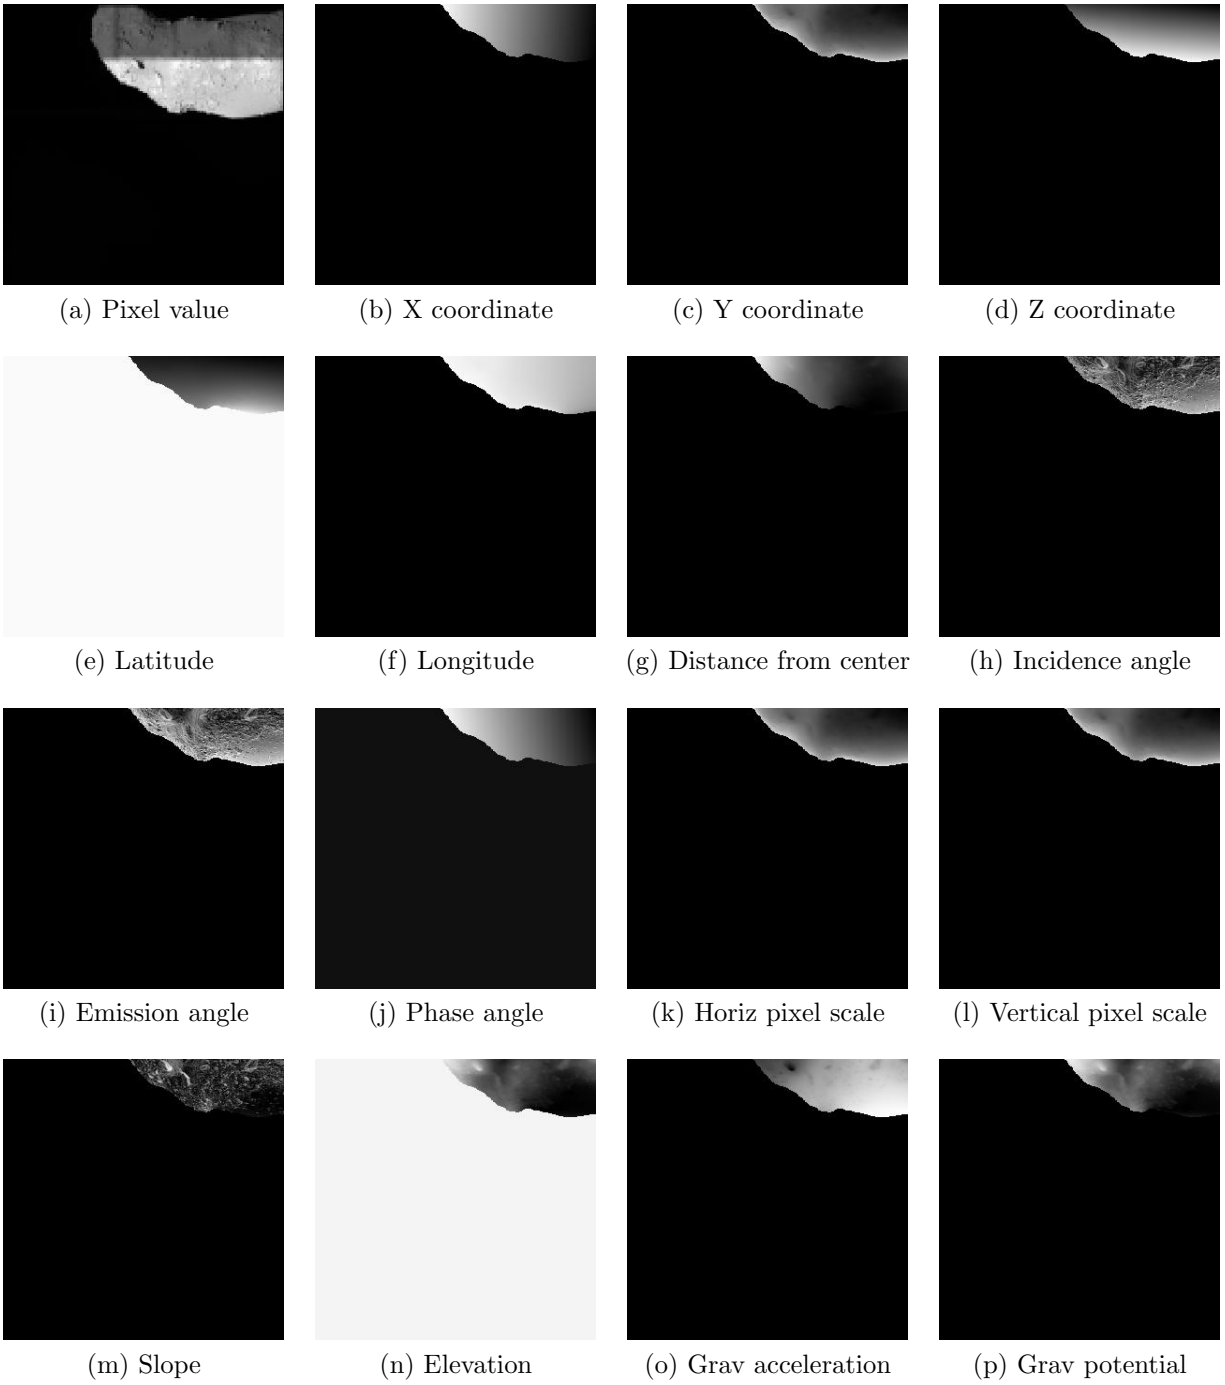 (a) Pixel value
(b) X coordinate
(c) Y coordinate
(d) Z coordinate
(e) Latitude
(f) Longitude
(g) Distance from center
(h) Incidence angle
(i) Emission angle
(j) Phase angle
(k) Horiz pixel scale
(l) Vertical pixel scale
(m) Slope
(n) Elevation
(o) Grav acceleration
(p) Grav potential